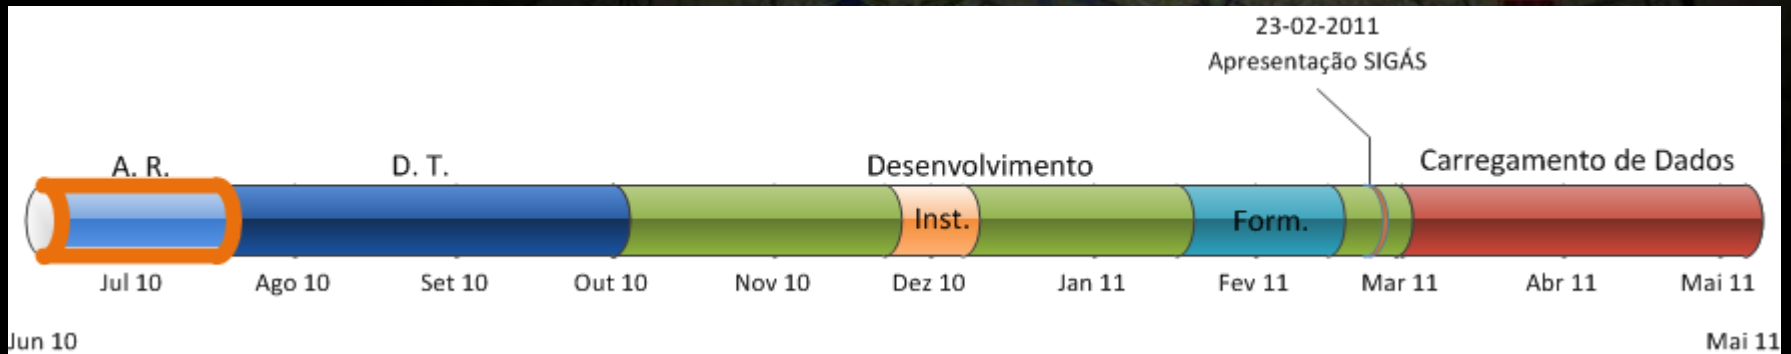 23-02-2011
Apresentação SIGÁS
A. R.
D. T.
Desenvolvimento
Carregamento de Dados
Inst.
Form.
Jul 10
Ago 10
Set 10
Out 10
Nov 10
Dez 10
Jan 11
Fev 11
Mar 11
Abr 11
Mai 11
Jun 10
Mai 11